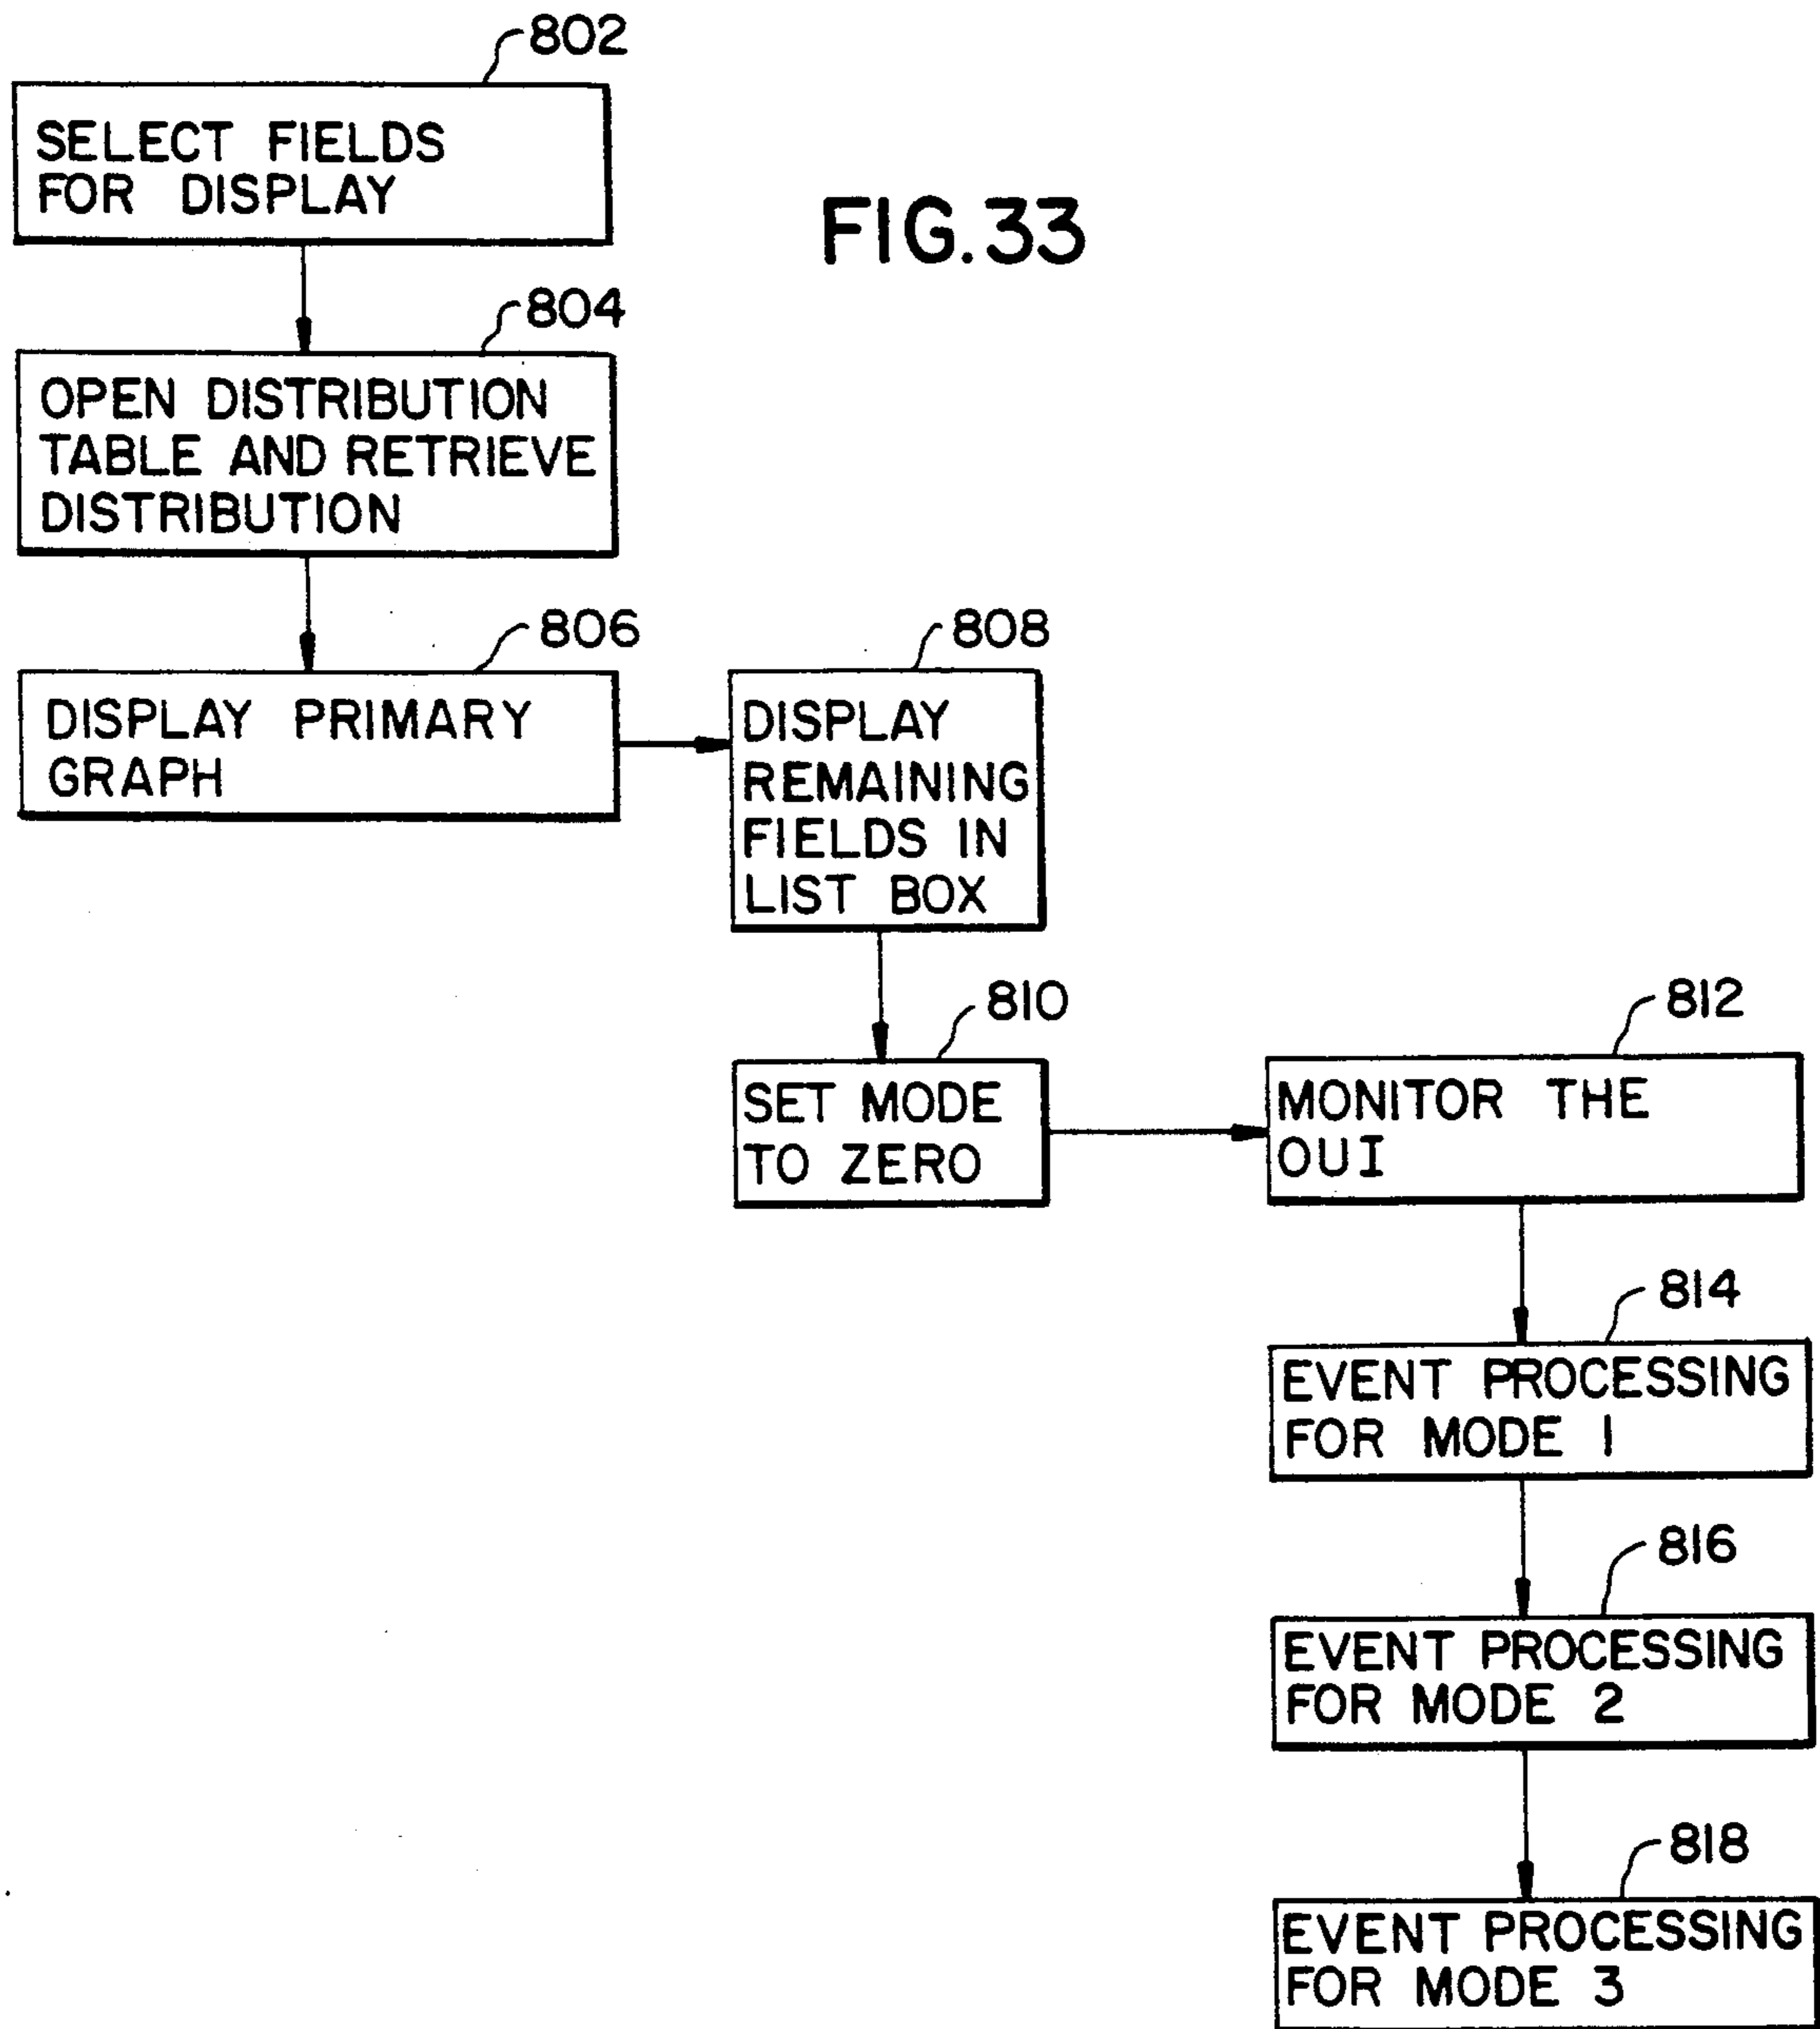 802
SELECT FIELDS
FOR DISPLAY
FIG.33
804
OPEN DISTRIBUTION
TABLE AND RETRIEVE
DISTRIBUTION
806
DISPLAY PRIMARY
GRAPH
808
DISPLAY
REMAINING
FIELDS IN
LIST BOX
810
SET MODE
TO ZERO
812
MONITOR THE
OUI
814
EVENT PROCESSING
FOR MODE 1
816
EVENT PROCESSING
FOR MODE 2
818
EVENT PROCESSING
FOR MODE 3